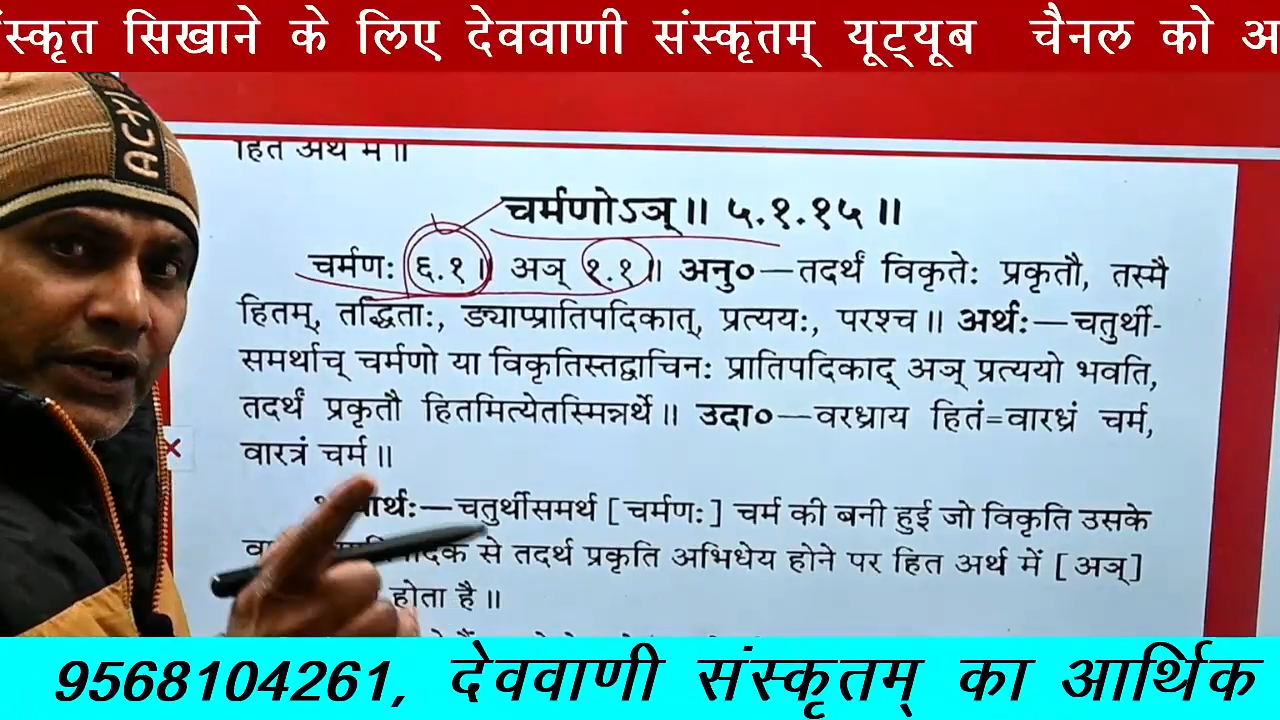 स्कृत सिखाने के लिए देववाणी संस्कृतम् यूट्यूब चैनल को अ
ACXI
हित अर्थ में ॥
चर्मणोऽञ् ॥ ५.१.१५ ॥
चर्मणः ६.१ ॥ अञ् १.१ ॥ अनु०—तदर्थं विकृतेः प्रकृतौ, तस्मै
हितम्, तद्धिताः, ङ्याप्प्रातिपदिकात्, प्रत्ययः, परश्च ॥ अर्थः—चतुर्थी-
समर्थाच् चर्मणो या विकृतिस्तद्वाचिनः प्रातिपदिकाद् अञ् प्रत्ययो भवति,
तदर्थं प्रकृतौ हितमित्येतस्मिन्नर्थे ॥ उदा०—वरध्राय हितं=वारध्रं चर्म,
वारत्रं चर्म ॥
र्थः—चतुर्थीसमर्थ [चर्मणः] चर्म की बनी हुई जो विकृति उसके
से तदर्थ प्रकृति अभिधेय होने पर हित अर्थ में [अञ्]
होता है ॥
9568104261, देववाणी संस्कृतम् का आर्थिक